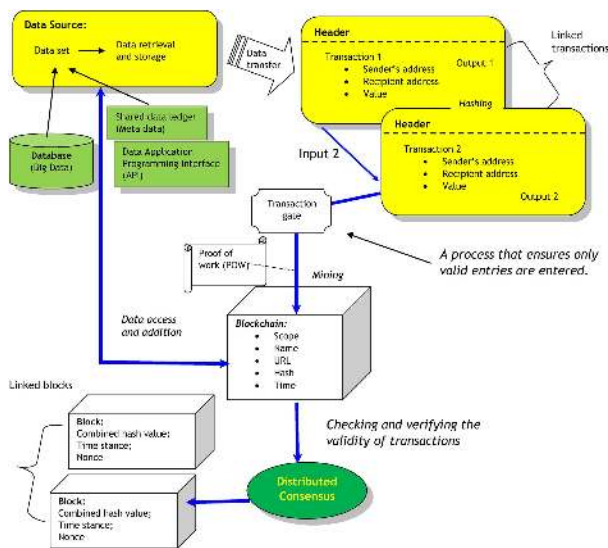 Data Source:
Data set
Data retrieval
and storage
Data
transfer
Header
Transaction 1
Output 1
• Sender's address
• Recipient address
• Value
Hashing
Linked
transactions
Header
Transaction 2
• Sender's address
• Recipient address
• Value
Output 2
Input 2
Shared data ledger
(Meta data)
Database
(Big Data)
Data Application
Programming Interface
(API)
Transaction
gate
A process that ensures only
valid entries are entered.
Proof of
work (POW)
Mining
Data access
and addition
Blockchain:
• Scope
• Name
• URL
• Hash
• Time
Linked blocks
Block;
Combined hash value;
Time stance;
Nonce
Checking and verifying the
validity of transactions
Distributed
Consensus
Block:
Combined hash value;
Time stance;
Nonce